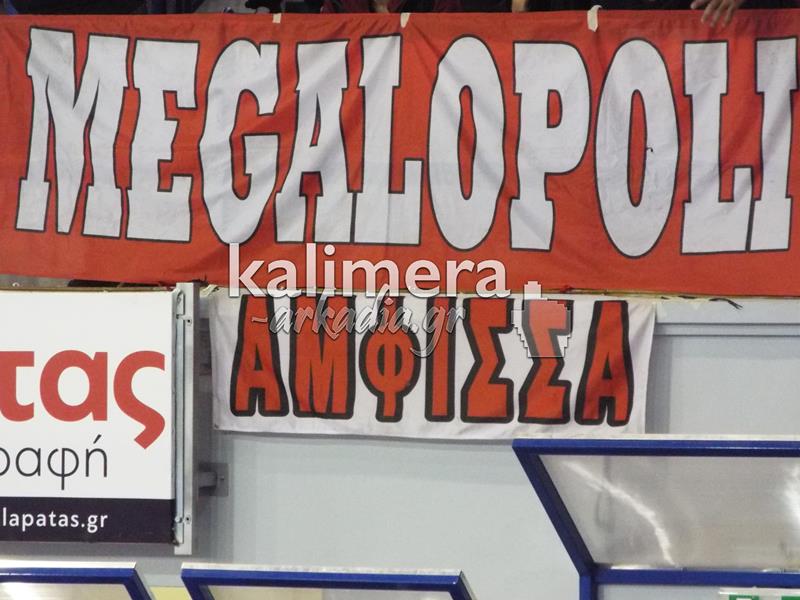 MEGALOPOLI
kalimera
-arkadia.gr
ΑΜΦΙΣΣΑ
τας
ραφή
lapatas.gr